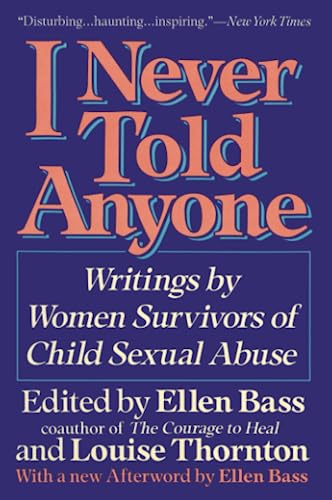 “Disturbing...haunting...inspiring.”—New York Times
I Never
Told
Anyone
Writings by
Women Survivors of
Child Sexual Abuse
Edited by Ellen Bass
coauthor of The Courage to Heal
and Louise Thornton
With a new Afterword by Ellen Bass